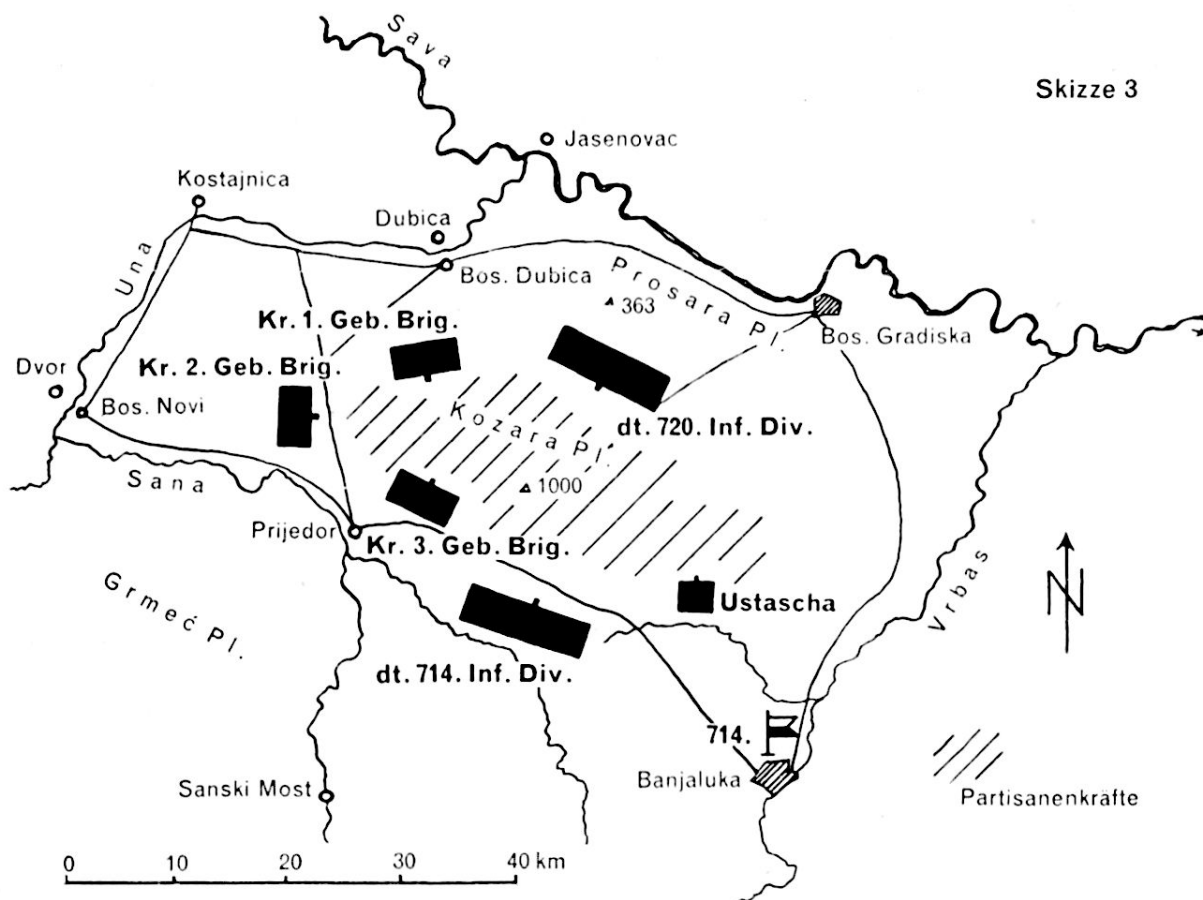 Sava
Skizze 3
Jasenovac
Kostajnica
Dubica
Una
Bos. Dubica
Prosara Pl.
363
Kr. 1. Geb. Brig.
Bos. Gradiska
Dvor
Kr. 2. Geb. Brig.
Bos. Novi
Kozara Pl.
dt. 720. Inf. Div.
Sana
1000
Prijedor
Kr. 3. Geb. Brig.
Vrbas
N
Grmeć Pl.
Ustascha
dt. 714. Inf. Div.
714.
Banjaluka
Sanski Most
Partisanenkräfte
0 10 20 30 40 km